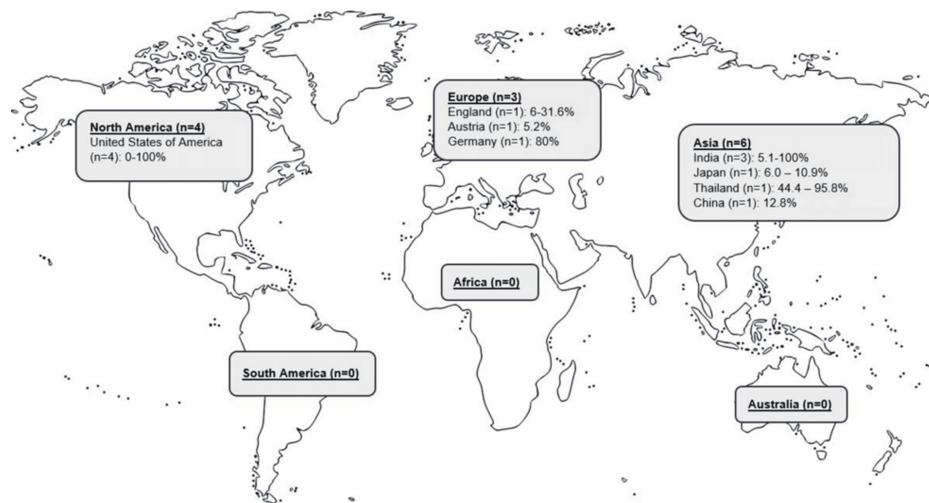 North America (n=4)
United States of America
(n=4): 0-100%
Europe (n=3)
England (n=1): 6-31.6%
Austria (n=1): 5.2%
Germany (n=1): 80%
Asia (n=6)
India (n=3): 5.1-100%
Japan (n=1): 6.0 – 10.9%
Thailand (n=1): 44.4 – 95.8%
China (n=1): 12.8%
Africa (n=0)
South America (n=0)
Australia (n=0)